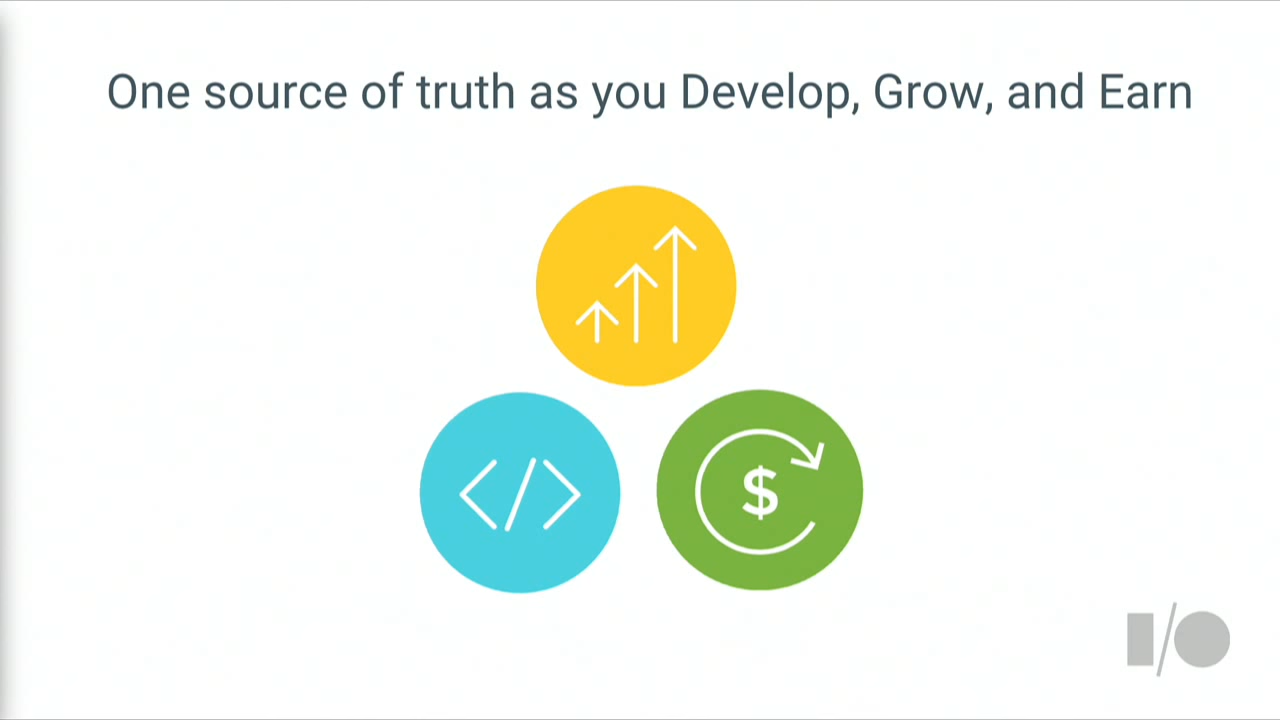 One source of truth as you Develop, Grow, and Earn
</>
$
I/O